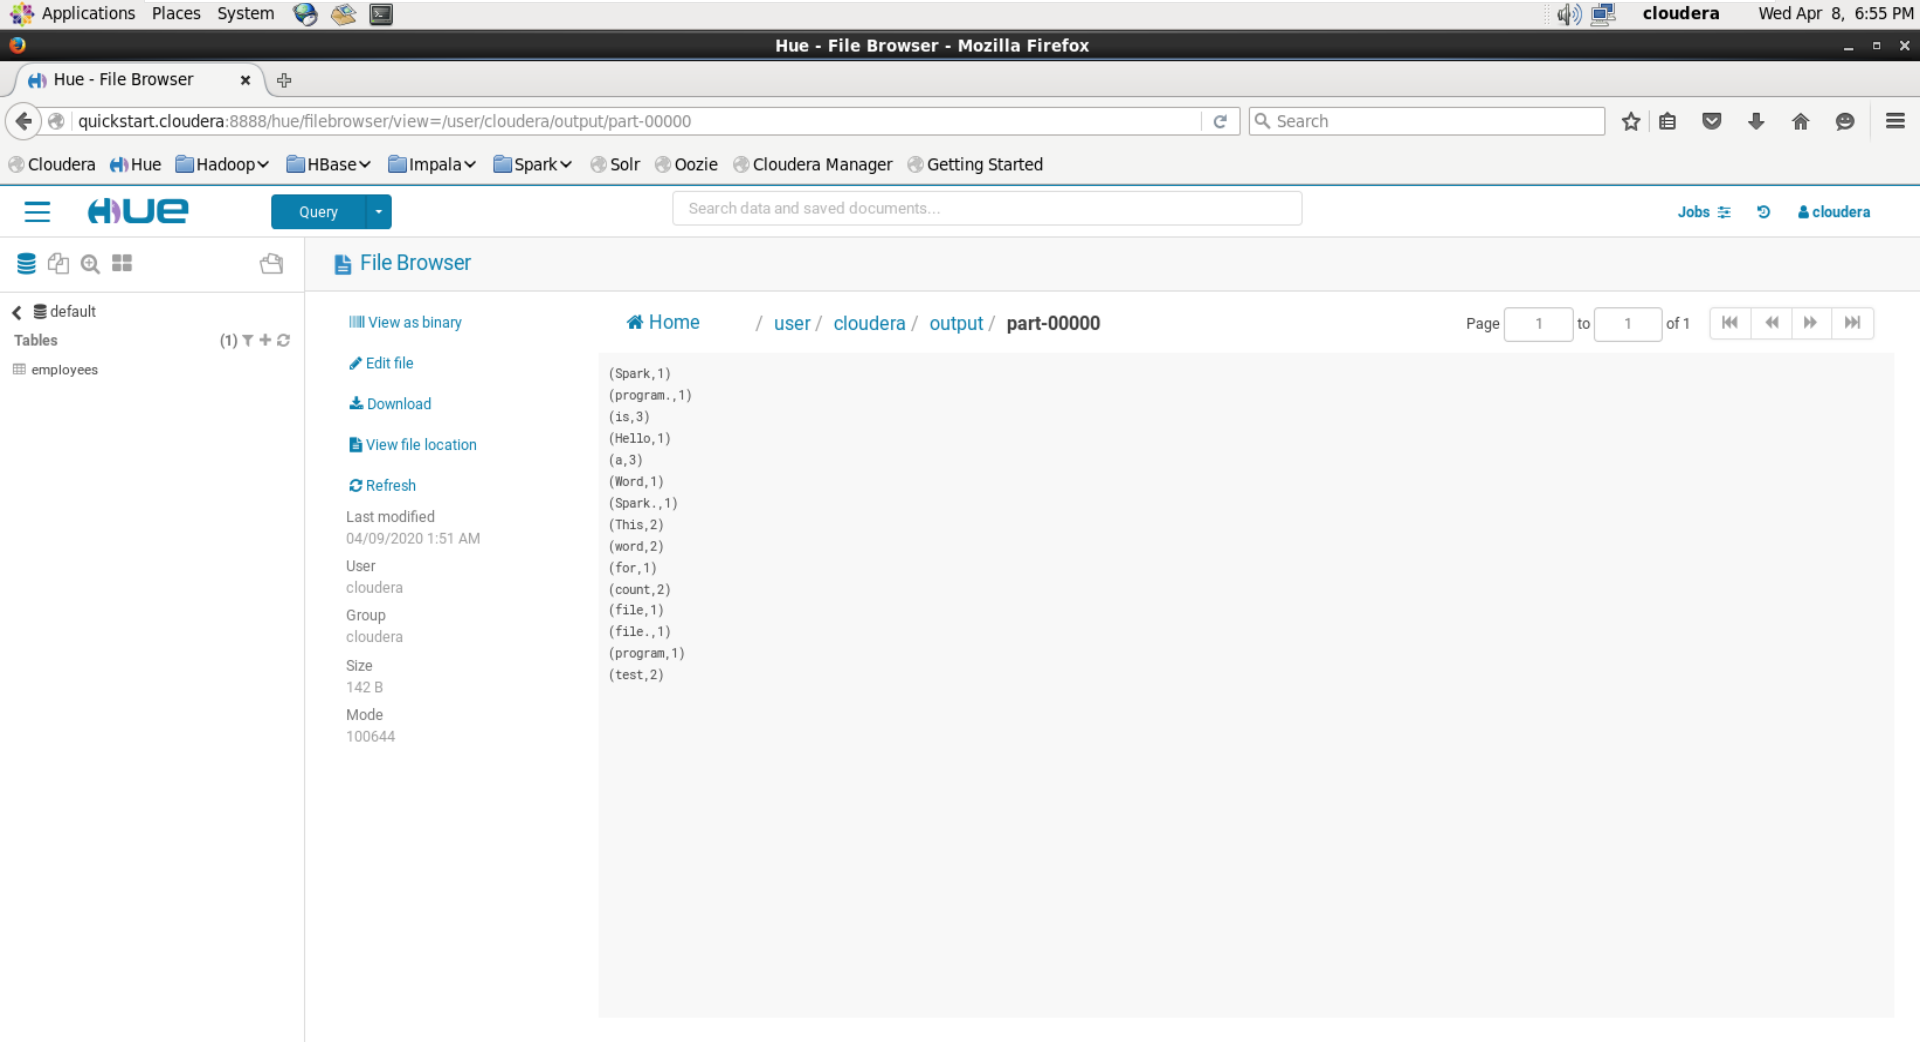 Applications Places System cloudera Wed Apr 8, 6:55 PM
Hue - File Browser - Mozilla Firefox
Hue - File Browser
quickstart.cloudera:8888/hue/filebrowser/view=/user/cloudera/output/part-00000 Search
Cloudera Hue Hadoop HBase Impala Spark Solr Oozie Cloudera Manager Getting Started
HUE Query Search data and saved documents... Jobs cloudera
File Browser
default
Tables (1)
employees
View as binary
Edit file
Download
View file location
Refresh
Last modified
04/09/2020 1:51 AM
User
cloudera
Group
cloudera
Size
142 B
Mode
100644
Home / user / cloudera / output / part-00000 Page 1 to 1 of 1
(Spark,1)
(program.,1)
(is,3)
(Hello,1)
(a,3)
(Word,1)
(Spark.,1)
(This,2)
(word,2)
(for,1)
(count,2)
(file,1)
(file.,1)
(program,1)
(test,2)